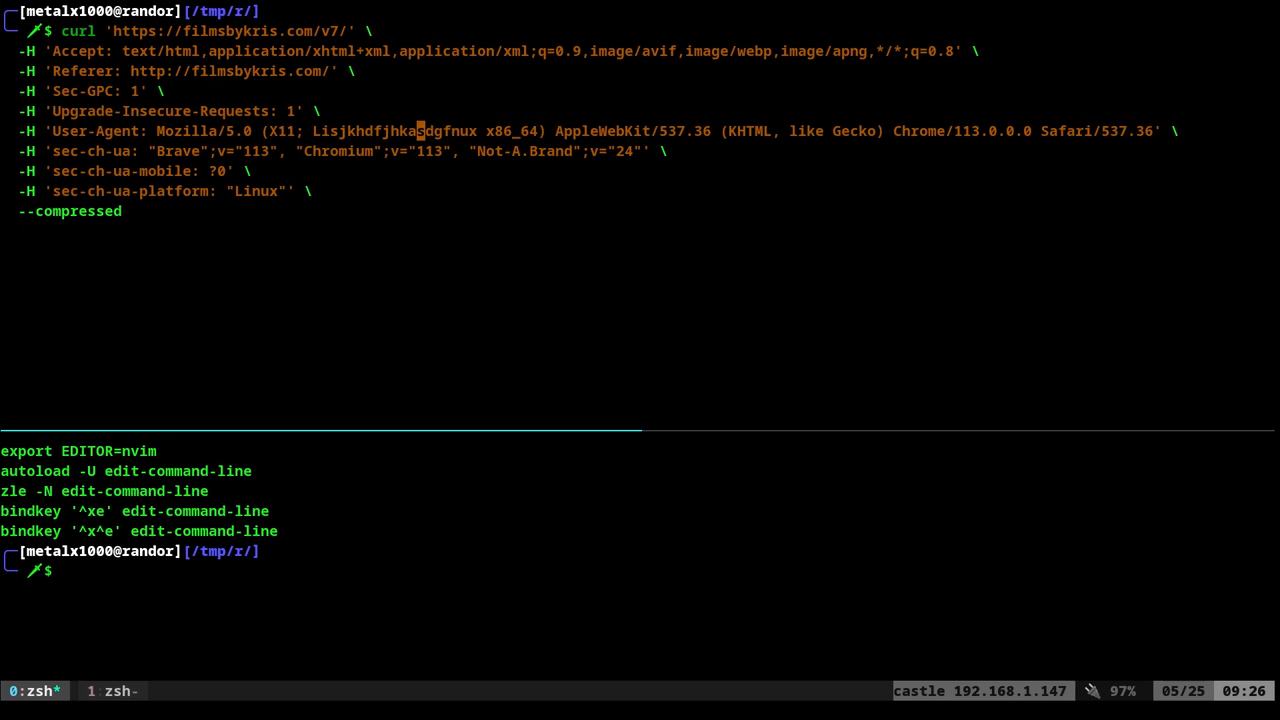 [metalx1000@randor][/tmp/r/]
$ curl 'https://filmsbykris.com/v7/' \
-H 'Accept: text/html,application/xhtml+xml,application/xml;q=0.9,image/avif,image/webp,image/apng,*/*;q=0.8' \
-H 'Referer: http://filmsbykris.com/' \
-H 'Sec-GPC: 1' \
-H 'Upgrade-Insecure-Requests: 1' \
-H 'User-Agent: Mozilla/5.0 (X11; Lisjkhdfjhkasdgfnux x86_64) AppleWebKit/537.36 (KHTML, like Gecko) Chrome/113.0.0.0 Safari/537.36' \
-H 'sec-ch-ua: "Brave";v="113", "Chromium";v="113", "Not-A.Brand";v="24"' \
-H 'sec-ch-ua-mobile: ?0' \
-H 'sec-ch-ua-platform: "Linux"' \
--compressed
export EDITOR=nvim
autoload -U edit-command-line
zle -N edit-command-line
bindkey '^xe' edit-command-line
bindkey '^x^e' edit-command-line
[metalx1000@randor][/tmp/r/]
$
0:zsh* 1:zsh- castle 192.168.1.147 97% 05/25 09:26